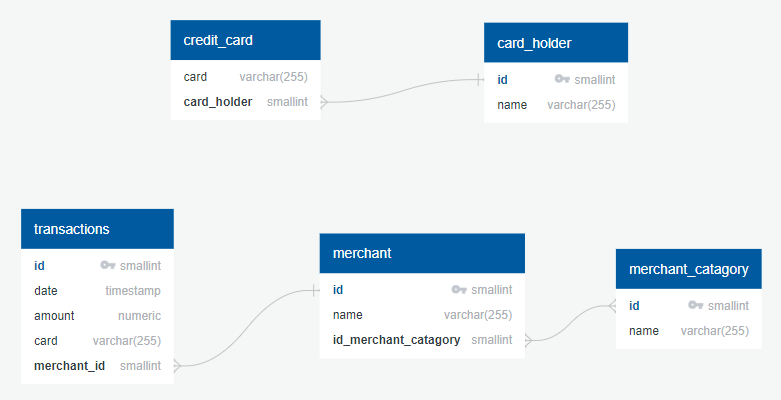 credit_card
card varchar(255)
card_holder smallint
card_holder
id smallint
name varchar(255)
transactions
id smallint
date timestamp
amount numeric
card varchar(255)
merchant_id smallint
merchant
id smallint
name varchar(255)
id_merchant_catagory smallint
merchant_catagory
id smallint
name varchar(255)